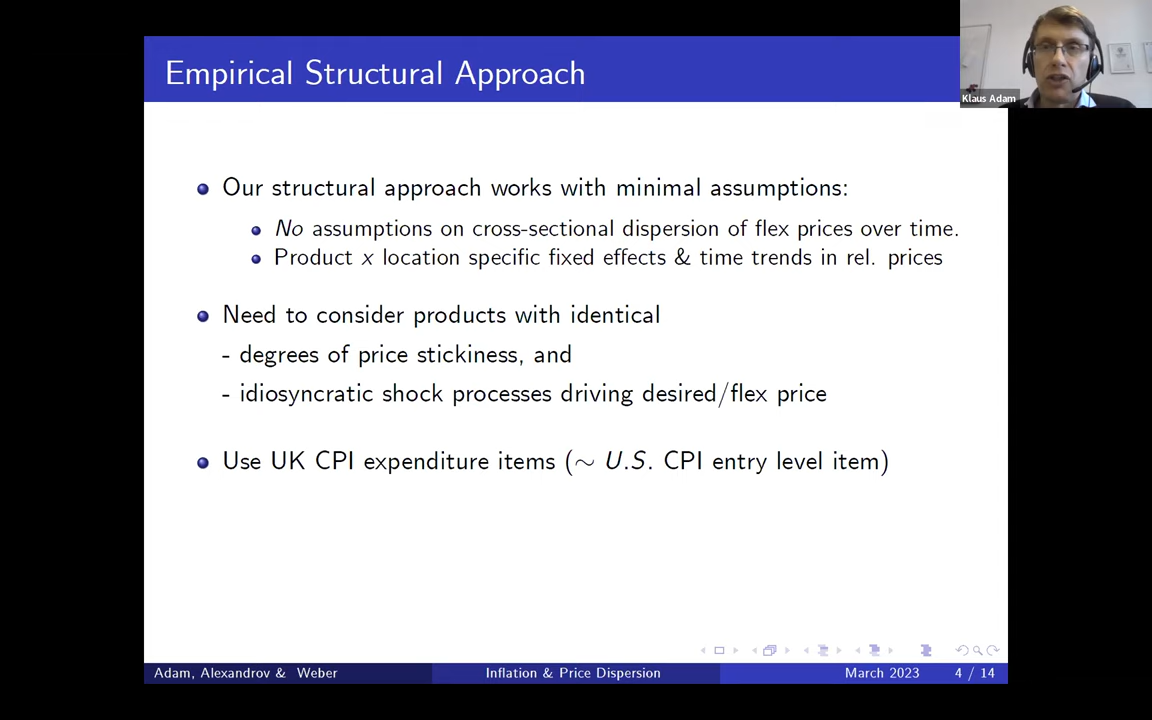 Empirical Structural Approach
Klaus Adam
Our structural approach works with minimal assumptions:
No assumptions on cross-sectional dispersion of flex prices over time.
Product x location specific fixed effects & time trends in rel. prices
Need to consider products with identical
- degrees of price stickiness, and
- idiosyncratic shock processes driving desired/flex price
Use UK CPI expenditure items (∼ U.S. CPI entry level item)
Adam, Alexandrov & Weber
Inflation & Price Dispersion
March 2023
4 / 14